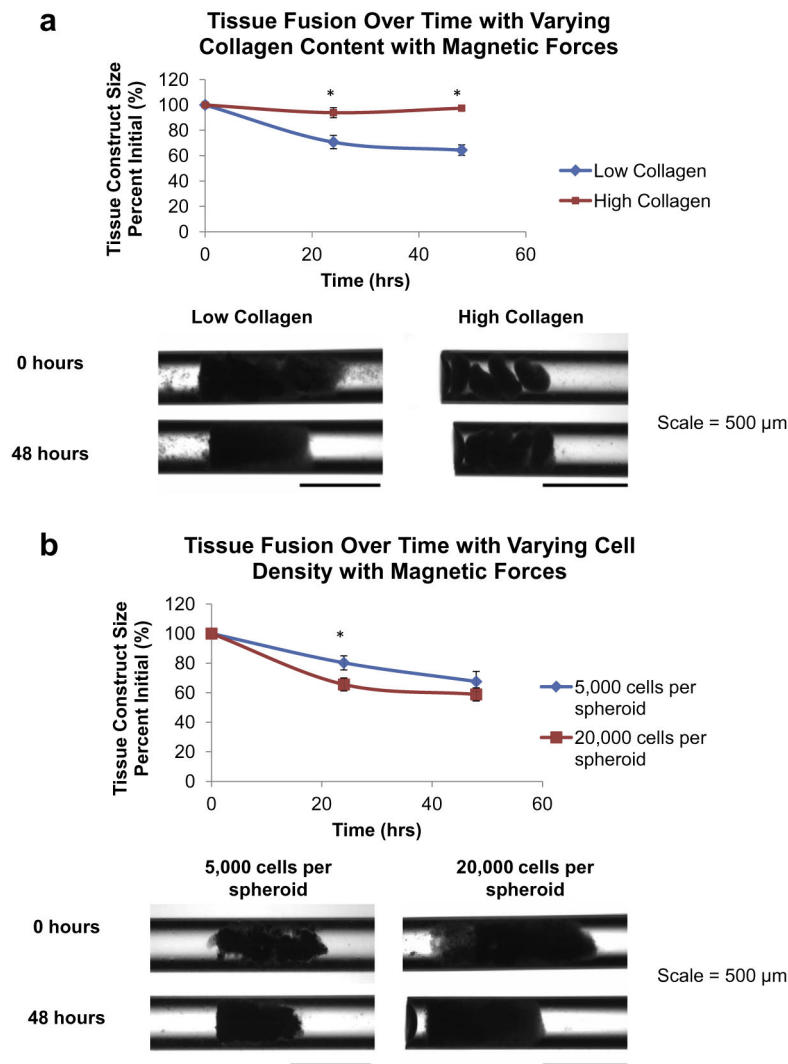 a
Tissue Fusion Over Time with Varying
Collagen Content with Magnetic Forces
Tissue Construct Size
Percent Initial (%)
120
100
80
60
40
20
0
*
*
0
20
40
60
Time (hrs)
Low Collagen
High Collagen
Low Collagen
High Collagen
0 hours
48 hours
Scale = 500 µm
b
Tissue Fusion Over Time with Varying Cell
Density with Magnetic Forces
Tissue Construct Size
Percent Initial (%)
120
100
80
60
40
20
0
*
0
20
40
60
Time (hrs)
5,000 cells per
spheroid
20,000 cells per
spheroid
5,000 cells per
spheroid
20,000 cells per
spheroid
0 hours
48 hours
Scale = 500 µm